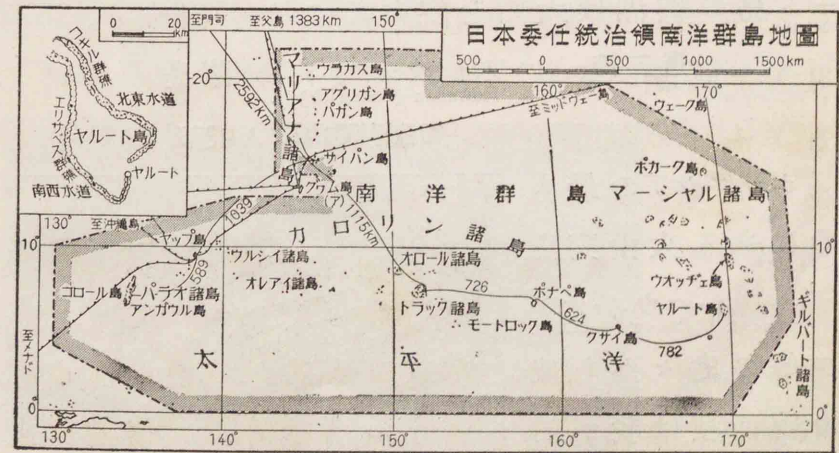 日本委任統治領南洋群島地圖
500 0 500 1000 1500km
0 20
km
ワキル群礁
北東水道
エリサベス群礁
ヤルート島
ヤルート
南西水道
至門司
至父島 1383km
150°
160°
170°
20°
2592km
マリアナ諸島
ウラカス島
アグリガン島
パガン島
サイパン島
グワム島
(ア)
至ミッドウェー島
ウェーク島
南洋群島
ポカーク島
マーシャル諸島
130°
至沖縄島
1039
1115km
カロリン諸島
10°
10°
ヤップ島
589
ウルシイ諸島
オロール諸島
オレアイ諸島
コロール島
パラオ諸島
アンガウル島
トラック諸島
726
ポナペ島
624
モートロック島
クサイ島
782
ウオッチェ島
ヤルート島
ギルバート諸島
至メナド
太平洋
0°
0°
130°
140°
150°
160°
170°